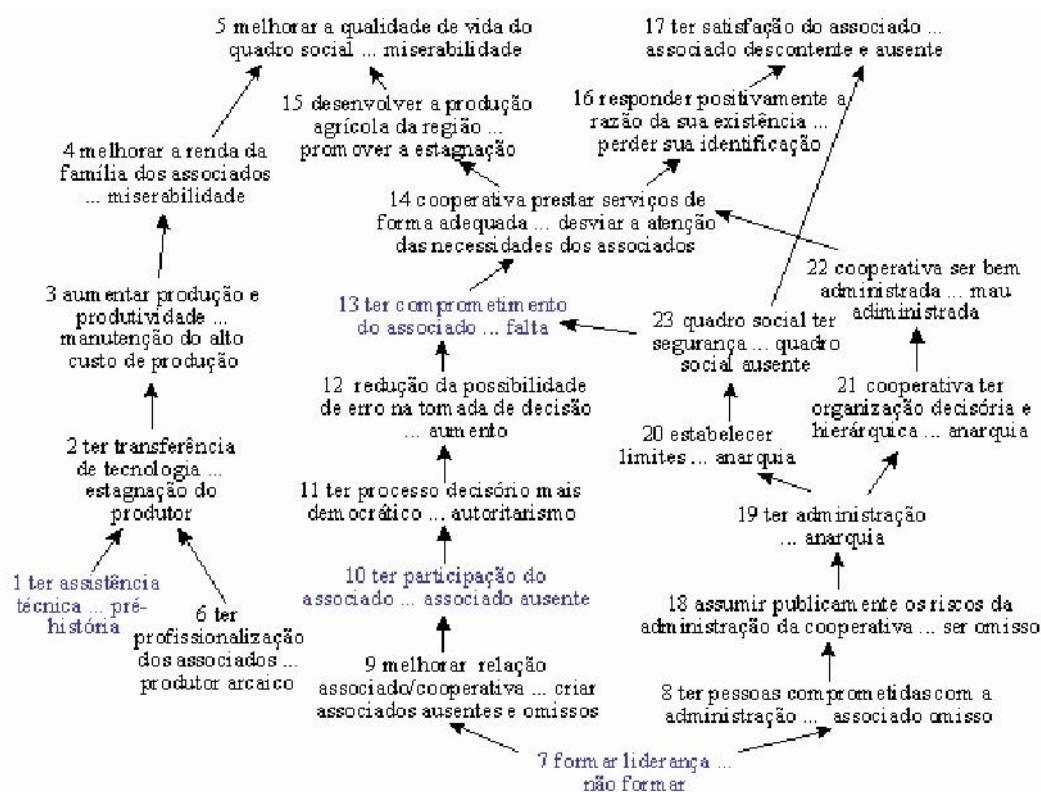 5 melhorar a qualidade de vida do
quadro social ... miserabilidade
17 ter satisfação do associado ...
associado descontente e ausente
15 desenvolver a produção
agrícola da região ...
promover a estagnação
16 responder positivamente a
razão da sua existência ...
perder sua identificação
4 melhorar a renda da
família dos associados
... miserabilidade
14 cooperativa prestar serviços de
forma adequada ... desviar a atenção
das necessidades dos associados
22 cooperativa ser bem
administrada ... mau
adiministrada
3 aumentar produção e
produtividade ...
manutenção do alto
custo de produção
13 ter comprometimento
do associado ... falta
23 quadro social ter
segurança ... quadro
social ausente
12 redução da possibilidade
de erro na tomada de decisão
... aumento
21 cooperativa ter
organização decisória e
hierárquica ... anarquia
20 estabelecer
limites ... anarquia
2 ter transferência
de tecnologia ...
estagnação do
produtor
11 ter processo decisório mais
democrático ... autoritarismo
19 ter administração
... anarquia
1 ter assistência
técnica ... pré-
história
10 ter participação do
associado ... associado ausente
6 ter
profissionalização
dos associados ...
produtor arcaico
18 assumir publicamente os riscos da
administração da cooperativa ... ser omisso
9 melhorar relação
associado/cooperativa ... criar
associados ausentes e omissos
8 ter pessoas comprometidas com a
administração ... associado omisso
7 formar liderança ...
não formar